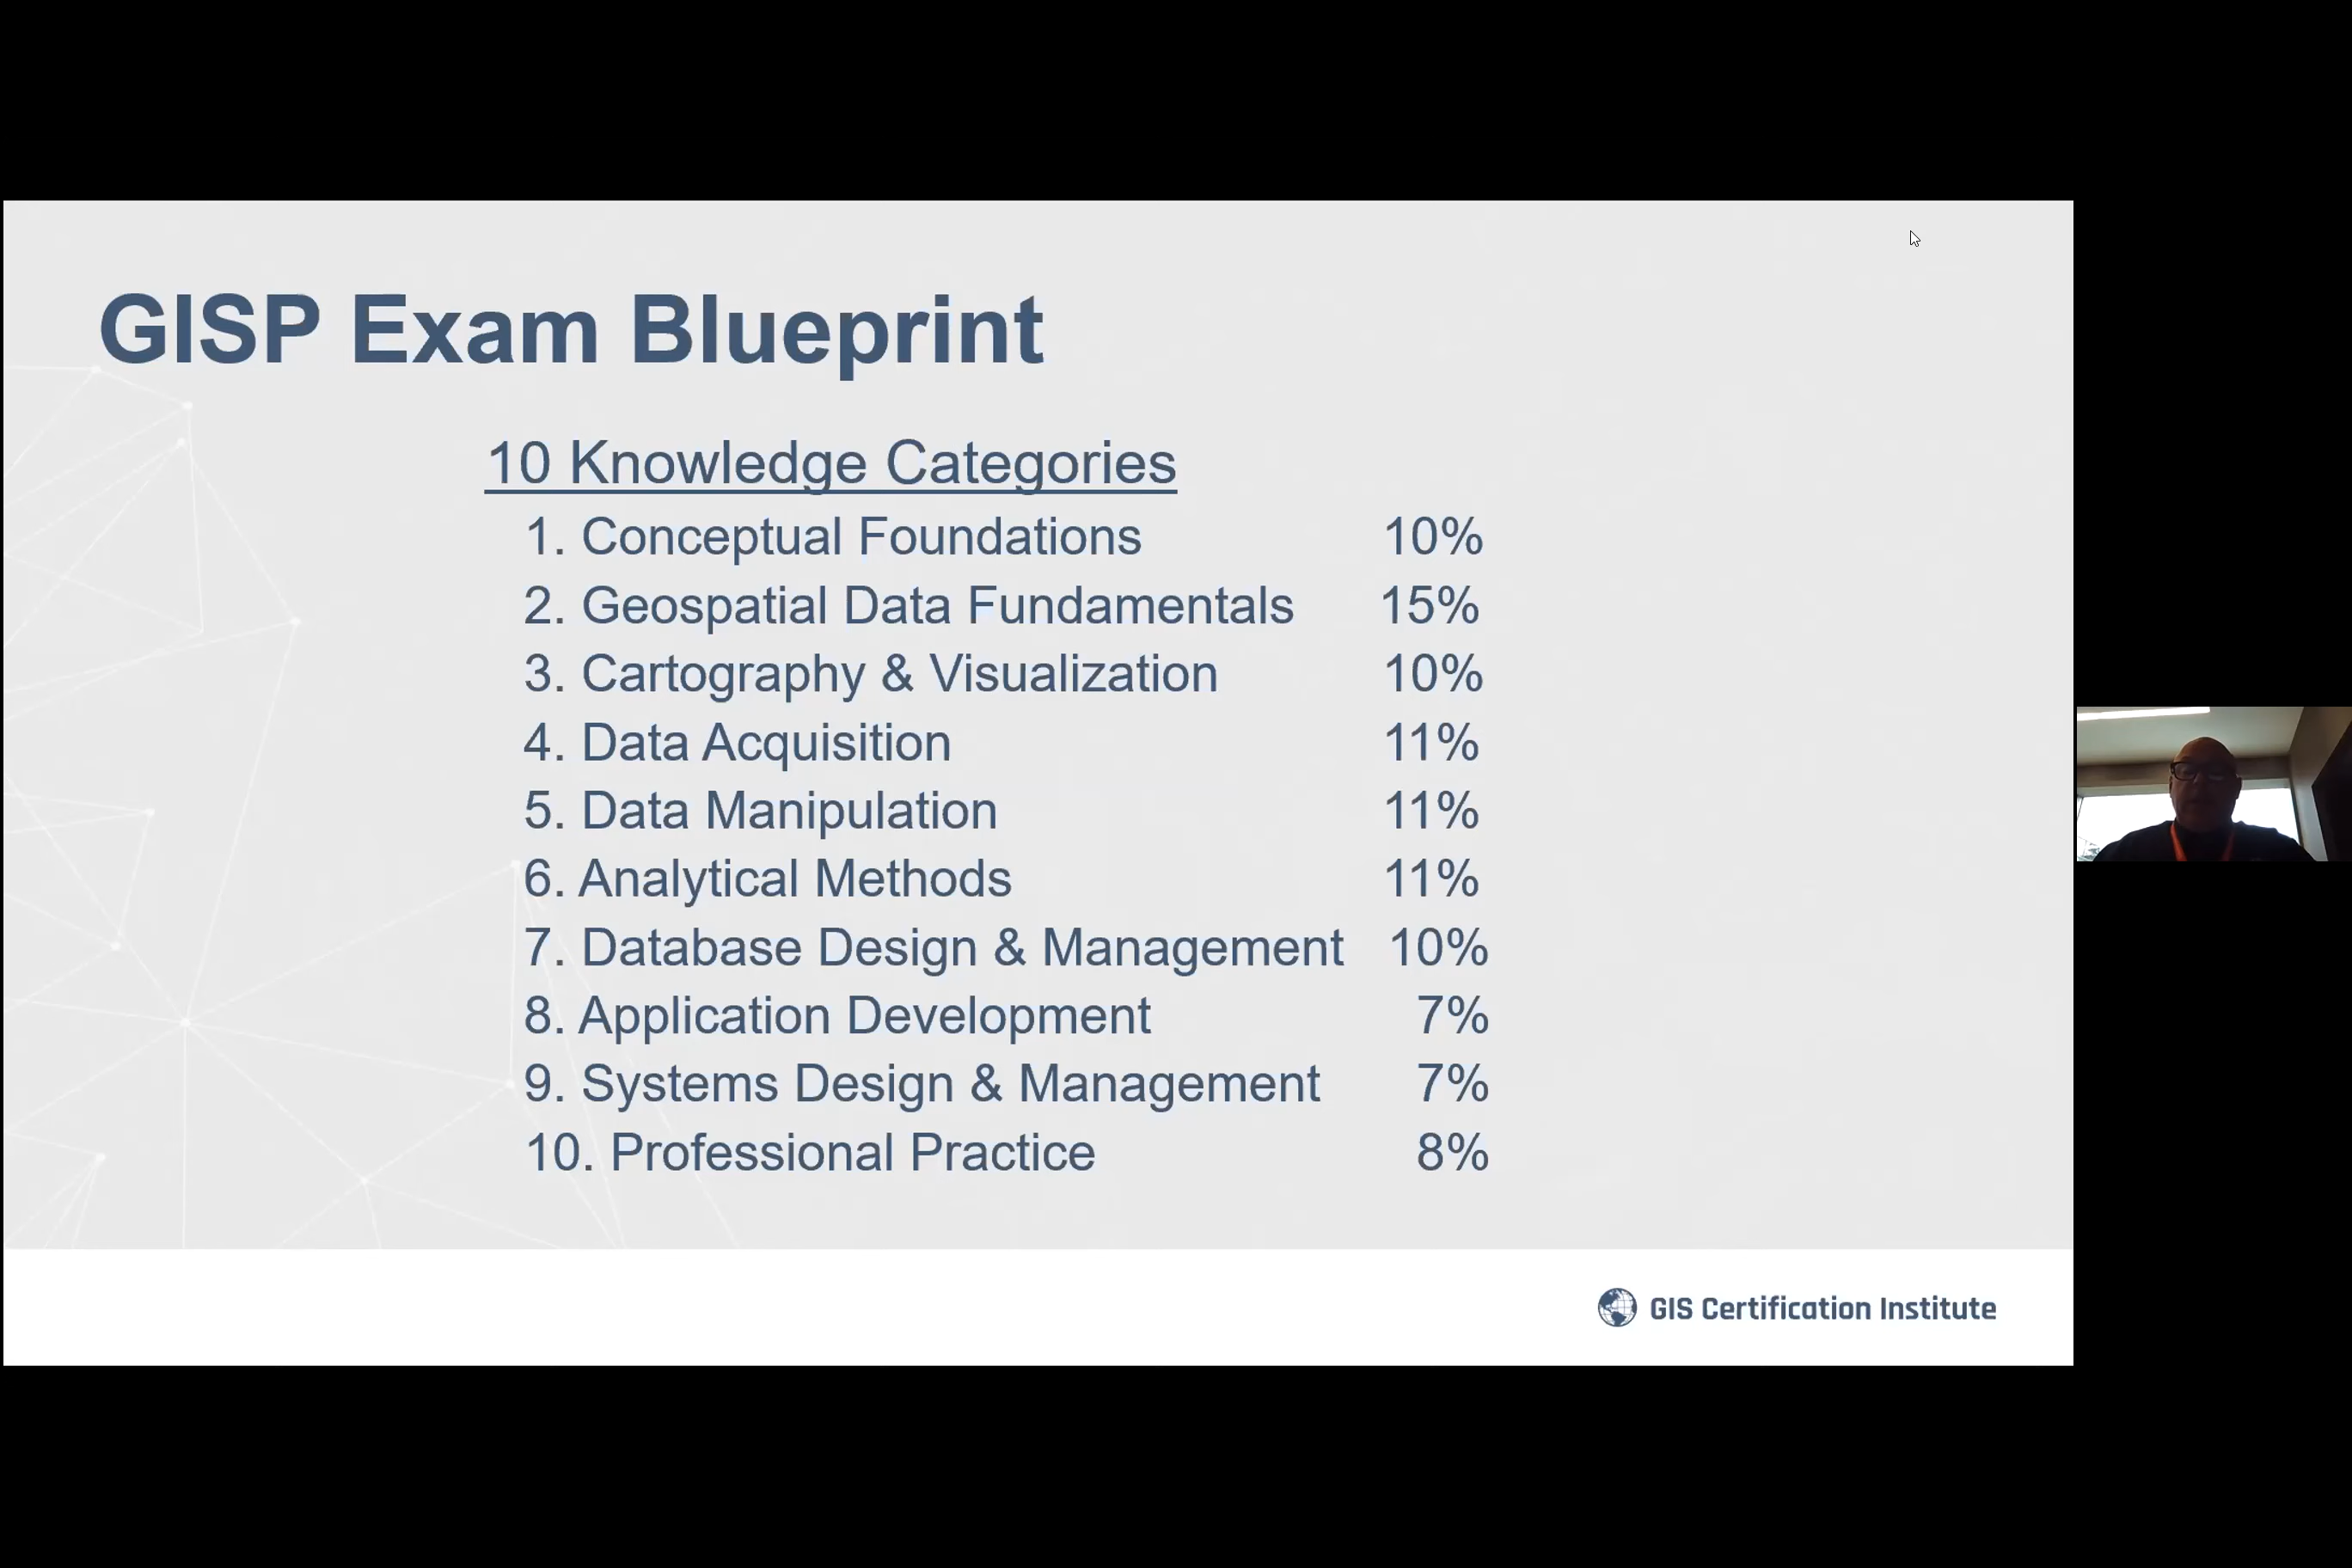 GISP Exam Blueprint
10 Knowledge Categories
1. Conceptual Foundations 10%
2. Geospatial Data Fundamentals 15%
3. Cartography & Visualization 10%
4. Data Acquisition 11%
5. Data Manipulation 11%
6. Analytical Methods 11%
7. Database Design & Management 10%
8. Application Development 7%
9. Systems Design & Management 7%
10. Professional Practice 8%
GIS Certification Institute